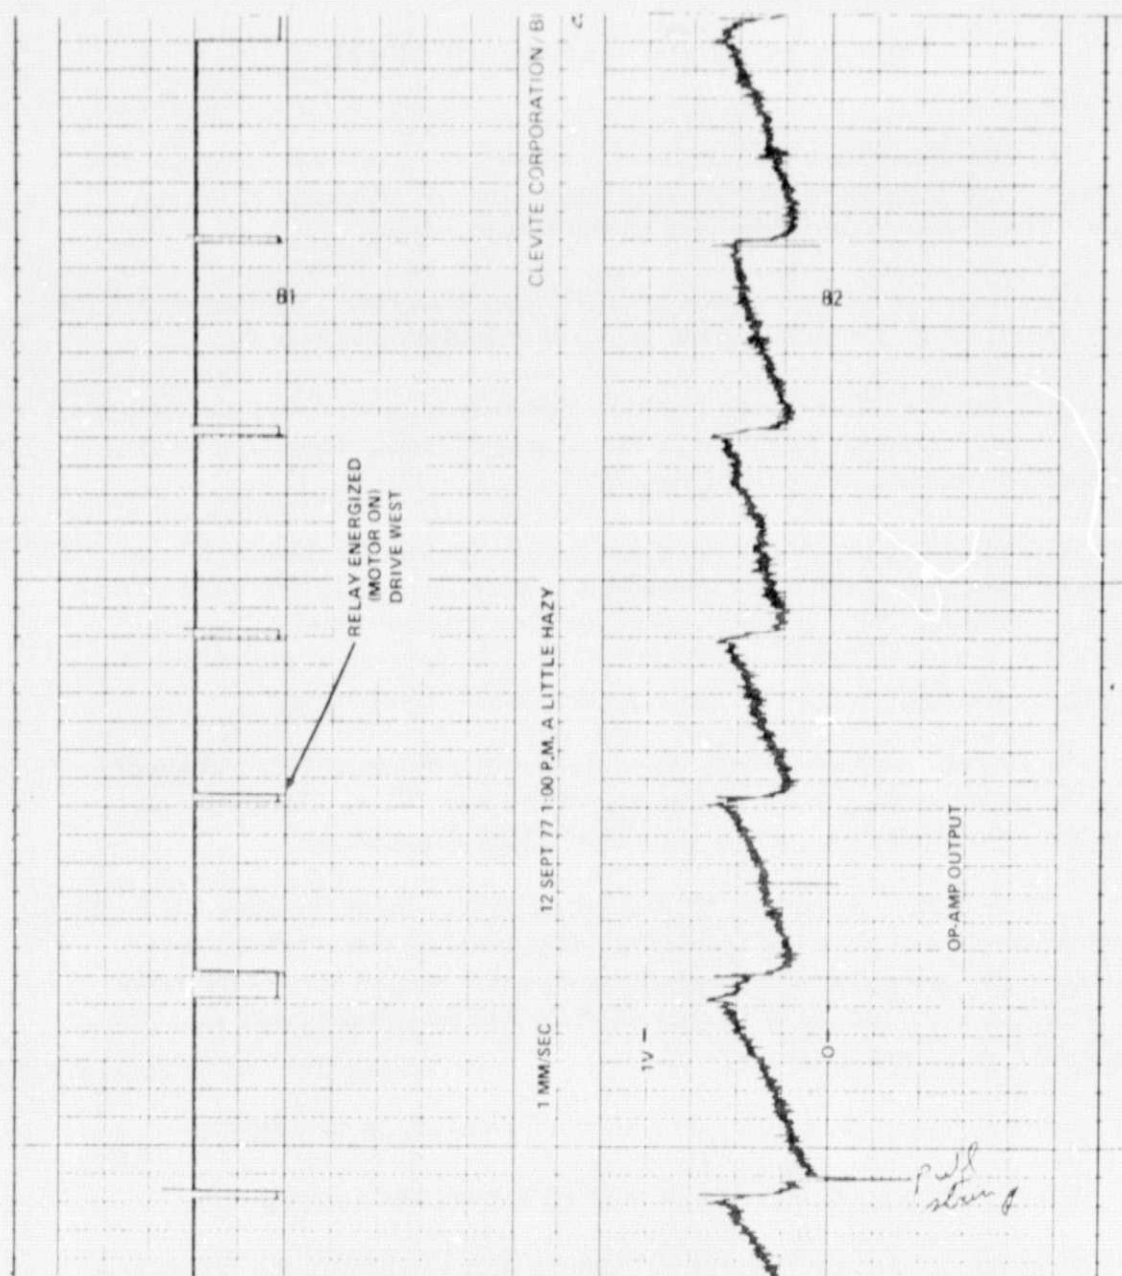 CLEVITE CORPORATION / B
2.
81
82
RELAY ENERGIZED
(MOTOR ON)
DRIVE WEST
1 MM/SEC
12 SEPT 77 1:00 P.M. A LITTLE HAZY
1V
0
OP-AMP OUTPUT